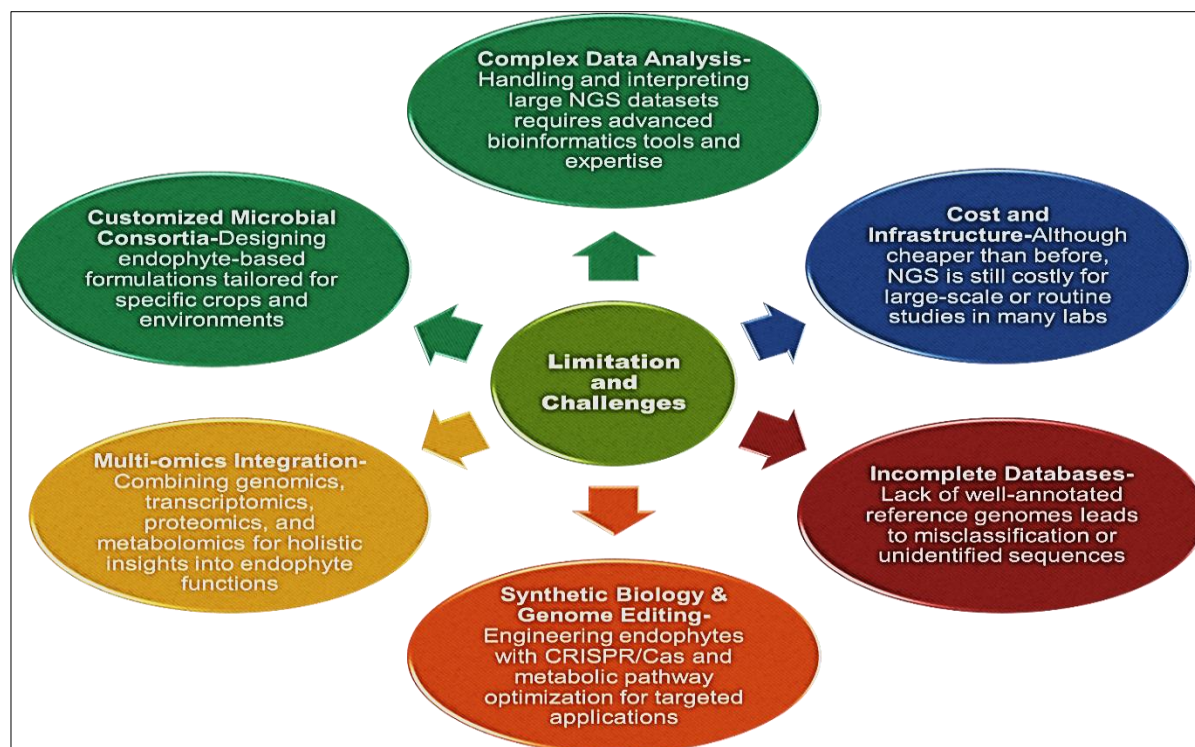 Complex Data Analysis-
Handling and interpreting
large NGS datasets
requires advanced
bioinformatics tools and
expertise
Customized Microbial
Consortia-Designing
endophyte-based
formulations tailored for
specific crops and
environments
Cost and
Infrastructure-Although
cheaper than before,
NGS is still costly for
large-scale or routine
studies in many labs
Limitation
and
Challenges
Multi-omics Integration-
Combining genomics,
transcriptomics,
proteomics, and
metabolomics for holistic
insights into endophyte
functions
Incomplete Databases-
Lack of well-annotated
reference genomes leads
to misclassification or
unidentified sequences
Synthetic Biology &
Genome Editing-
Engineering endophytes
with CRISPR/Cas and
metabolic pathway
optimization for targeted
applications